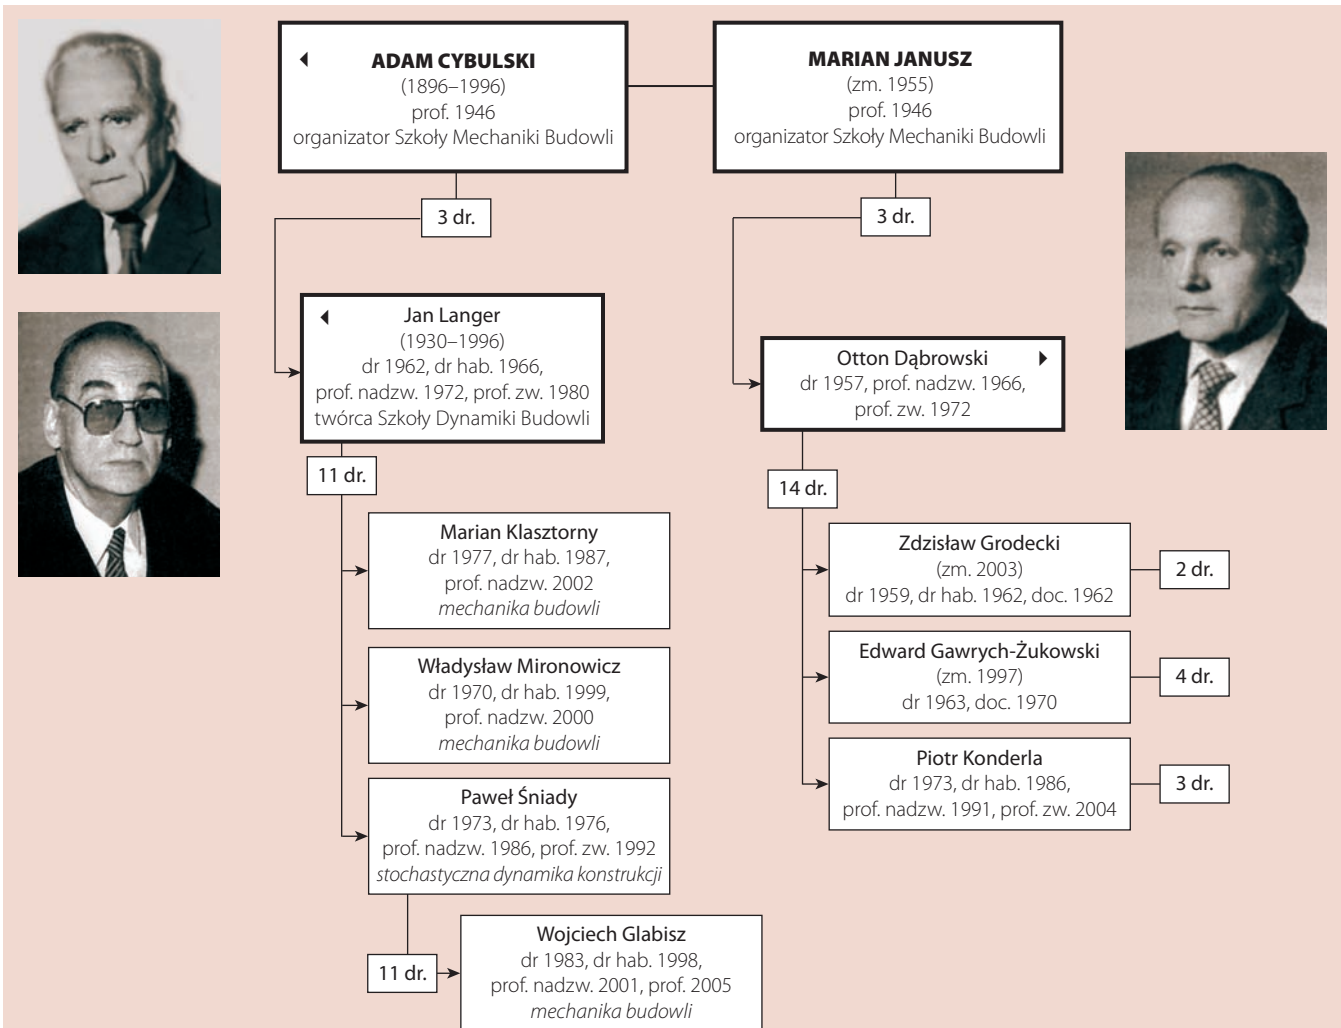 ADAM CYBULSKI
(1896–1996)
prof. 1946
organizator Szkoły Mechaniki Budowli
3 dr.
Jan Langer
(1930–1996)
dr 1962, dr hab. 1966,
prof. nadzw. 1972, prof. zw. 1980
twórca Szkoły Dynamiki Budowli
11 dr.
Marian Klasztorny
dr 1977, dr hab. 1987,
prof. nadzw. 2002
mechanika budowli
Władysław Mironowicz
dr 1970, dr hab. 1999,
prof. nadzw. 2000
mechanika budowli
Paweł Śniady
dr 1973, dr hab. 1976,
prof. nadzw. 1986, prof. zw. 1992
stochastyczna dynamika konstrukcji
11 dr.
Wojciech Glabisz
dr 1983, dr hab. 1998,
prof. nadzw. 2001, prof. 2005
mechanika budowli
MARIAN JANUSZ
(zm. 1955)
prof. 1946
organizator Szkoły Mechaniki Budowli
3 dr.
Otton Dąbrowski
dr 1957, prof. nadzw. 1966,
prof. zw. 1972
14 dr.
Zdzisław Grodecki
(zm. 2003)
dr 1959, dr hab. 1962, doc. 1962
2 dr.
Edward Gawrych-Żukowski
(zm. 1997)
dr 1963, doc. 1970
4 dr.
Piotr Konderla
dr 1973, dr hab. 1986,
prof. nadzw. 1991, prof. zw. 2004
3 dr.